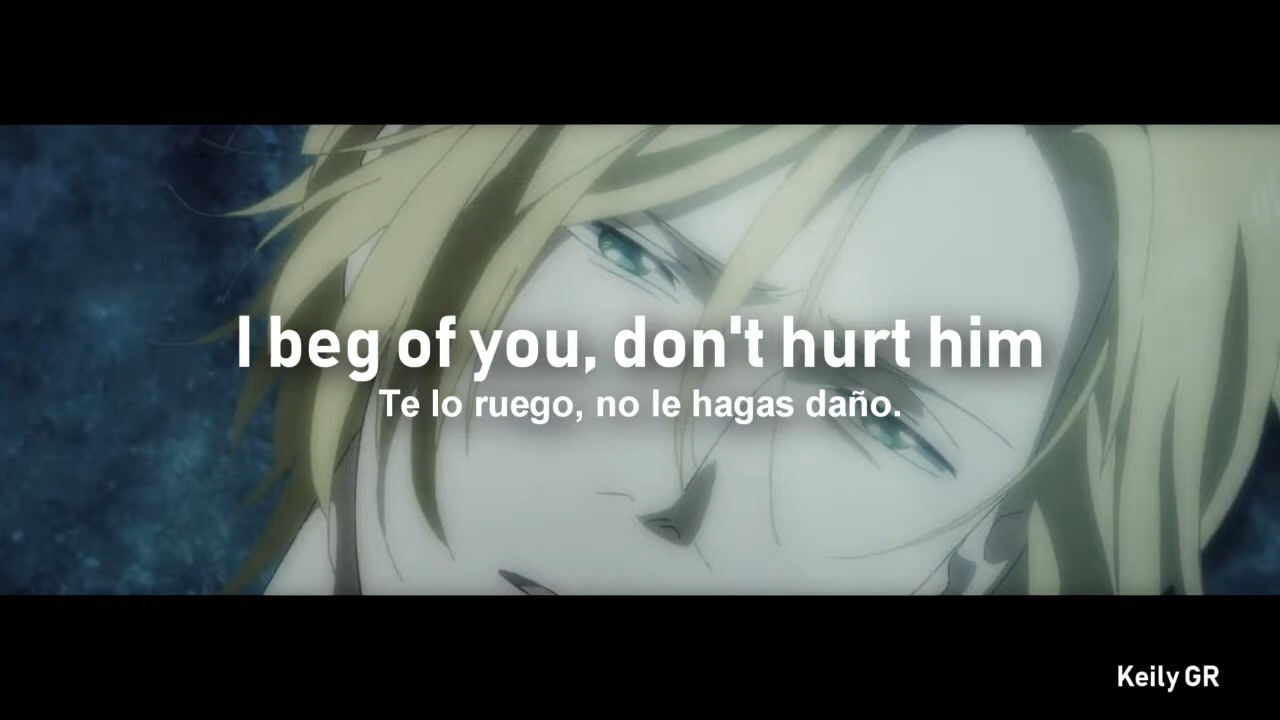 I beg of you, don't hurt him
Te lo ruego, no le hagas daño.
Keily GR